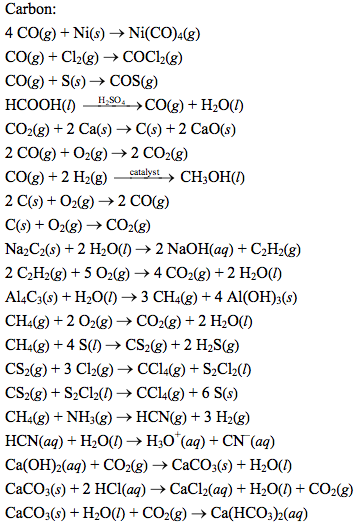 Carbon:
4 CO(g) + Ni(s) → Ni(CO)₄(g)
CO(g) + Cl₂(g) → COCl₂(g)
CO(g) + S(s) → COS(g)
HCOOH(l) —H₂SO₄→ CO(g) + H₂O(l)
CO₂(g) + 2 Ca(s) → C(s) + 2 CaO(s)
2 CO(g) + O₂(g) → 2 CO₂(g)
CO(g) + 2 H₂(g) —catalyst→ CH₃OH(l)
2 C(s) + O₂(g) → 2 CO(g)
C(s) + O₂(g) → CO₂(g)
Na₂C₂(s) + 2 H₂O(l) → 2 NaOH(aq) + C₂H₂(g)
2 C₂H₂(g) + 5 O₂(g) → 4 CO₂(g) + 2 H₂O(l)
Al₄C₃(s) + H₂O(l) → 3 CH₄(g) + 4 Al(OH)₃(s)
CH₄(g) + 2 O₂(g) → CO₂(g) + 2 H₂O(l)
CH₄(g) + 4 S(l) → CS₂(g) + 2 H₂S(g)
CS₂(g) + 3 Cl₂(g) → CCl₄(g) + S₂Cl₂(l)
CS₂(g) + S₂Cl₂(l) → CCl₄(g) + 6 S(s)
CH₄(g) + NH₃(g) → HCN(g) + 3 H₂(g)
HCN(aq) + H₂O(l) → H₃O⁺(aq) + CN⁻(aq)
Ca(OH)₂(aq) + CO₂(g) → CaCO₃(s) + H₂O(l)
CaCO₃(s) + 2 HCl(aq) → CaCl₂(aq) + H₂O(l) + CO₂(g)
CaCO₃(s) + H₂O(l) + CO₂(g) → Ca(HCO₃)₂(aq)